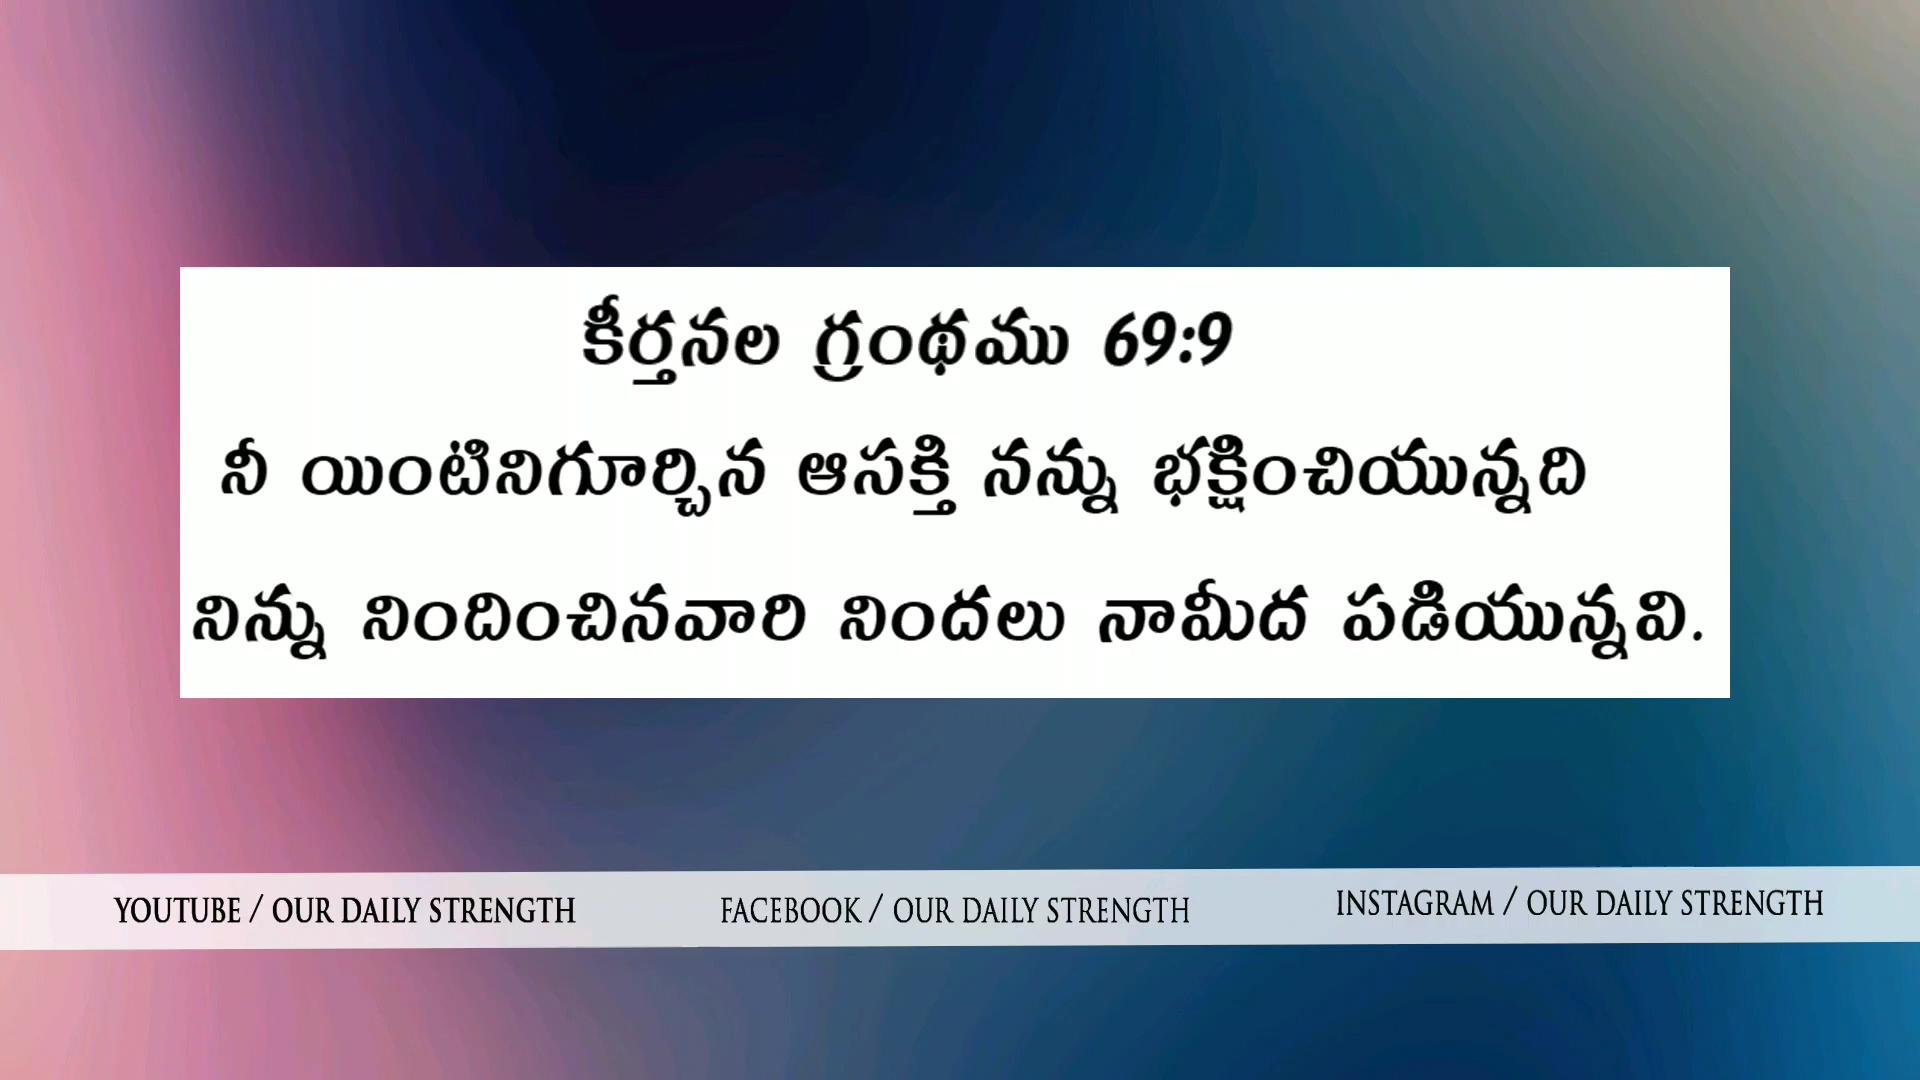 కీర్తనల గ్రంథము 69:9
నీ యింటినిగూర్చిన ఆసక్తి నన్ను భక్షించియున్నది
నిన్ను నిందించినవారి నిందలు నామీద పడియున్నవి.
YOUTUBE / OUR DAILY STRENGTH FACEBOOK / OUR DAILY STRENGTH INSTAGRAM / OUR DAILY STRENGTH